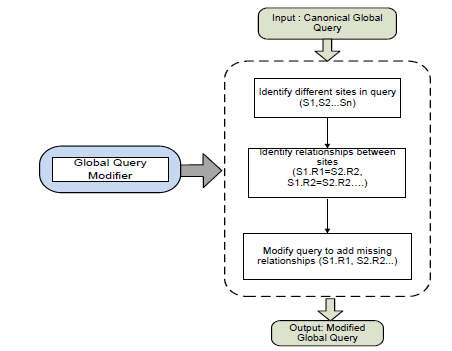 Input : Canonical Global
Query
Identify different sites in query
(S1,S2...Sn)
Identify relationships between
sites
(S1.R1=S2.R2,
S1.R2=S2.R2....)
Global Query
Modifier
Modify query to add missing
relationships (S1.R1, S2.R2...)
Output: Modified
Global Query